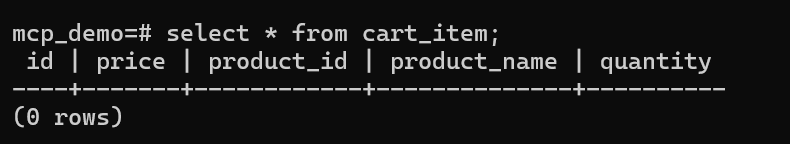 mcp_demo=# select * from cart_item;
 id | price | product_id | product_name | quantity
----+-------+------------+--------------+----------
(0 rows)